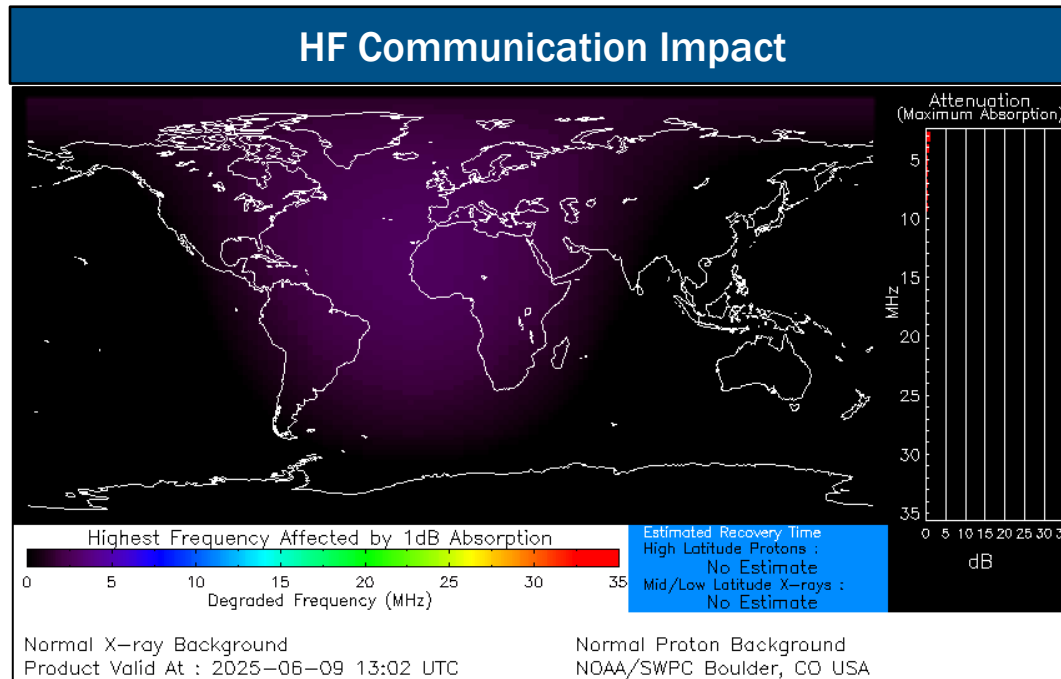 HF Communication Impact
Attenuation
(Maximum Absorption)
5
10
15
20
25
30
35
MHz
0 5 10 15 20 25 30
dB
Highest Frequency Affected by 1dB Absorption
0 5 10 15 20 25 30 35
Degraded Frequency (MHz)
Estimated Recovery Time
High Latitude Protons :
No Estimate
Mid/Low Latitude X-rays :
No Estimate
Normal X-ray Background
Product Valid At : 2025-06-09 13:02 UTC
Normal Proton Background
NOAA/SWPC Boulder, CO USA